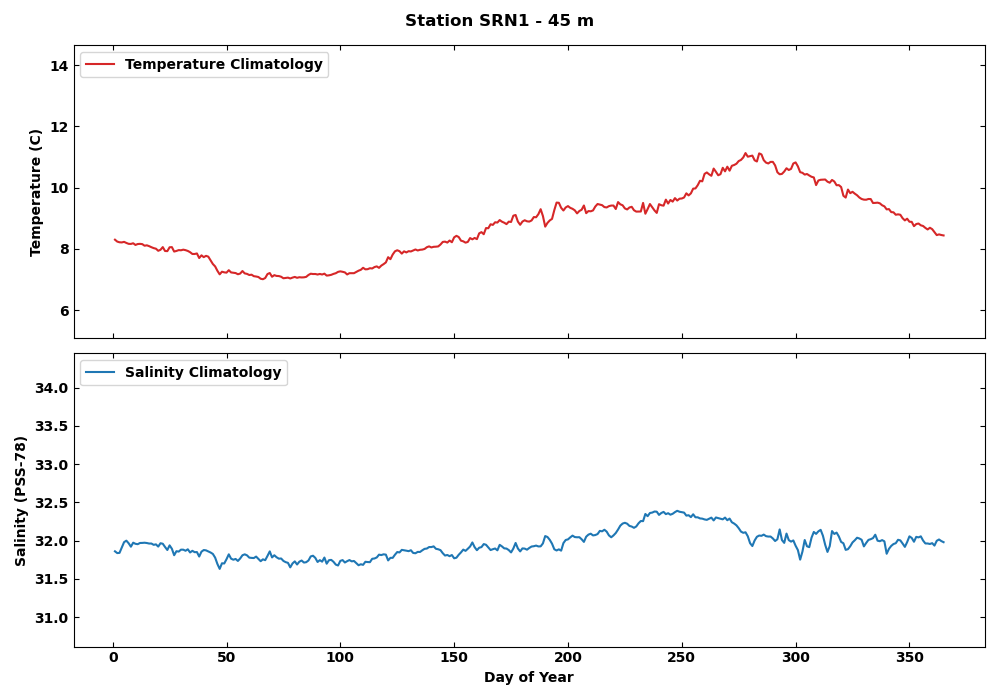 Station SRN1 - 45 m
Temperature Climatology
14
12
10
8
6
Temperature (C)
Salinity Climatology
34.0
33.5
33.0
32.5
32.0
31.5
31.0
Salinity (PSS-78)
0 50 100 150 200 250 300 350
Day of Year